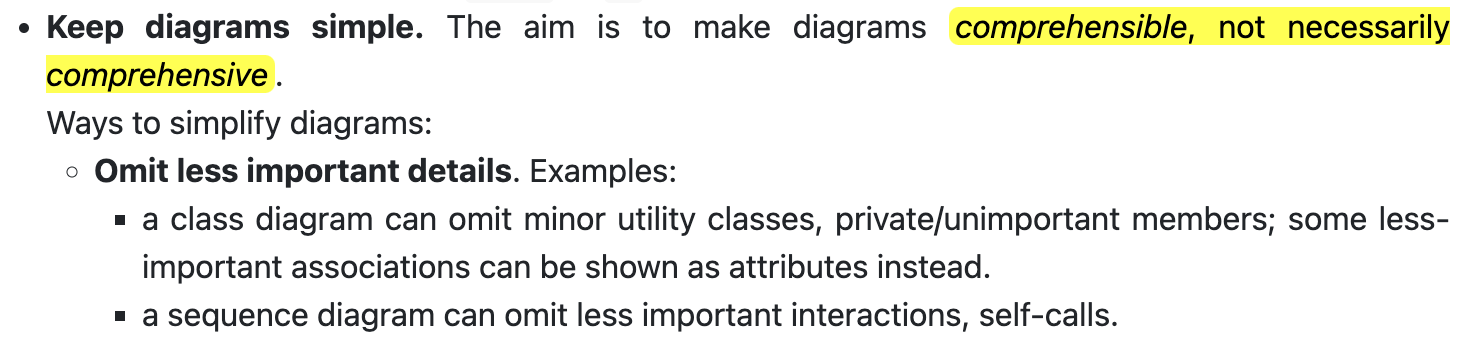 • Keep diagrams simple. The aim is to make diagrams comprehensible, not necessarily
comprehensive.
Ways to simplify diagrams:
◦ Omit less important details. Examples:
▪ a class diagram can omit minor utility classes, private/unimportant members; some less-
important associations can be shown as attributes instead.
▪ a sequence diagram can omit less important interactions, self-calls.